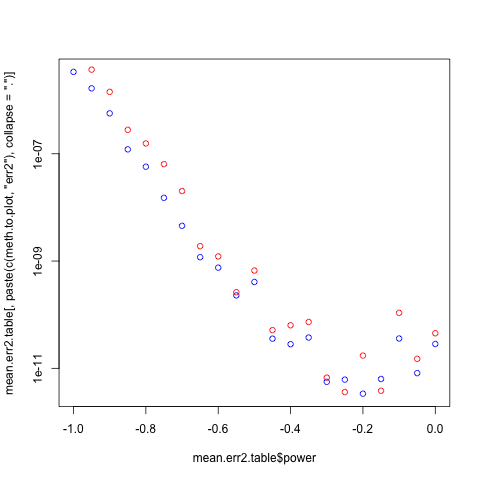 mean.err2.table[, paste(c(meth.to.plot, "err2"), collapse = ".")]
1e-07
1e-09
1e-11
-1.0 -0.8 -0.6 -0.4 -0.2 0.0
mean.err2.table$power